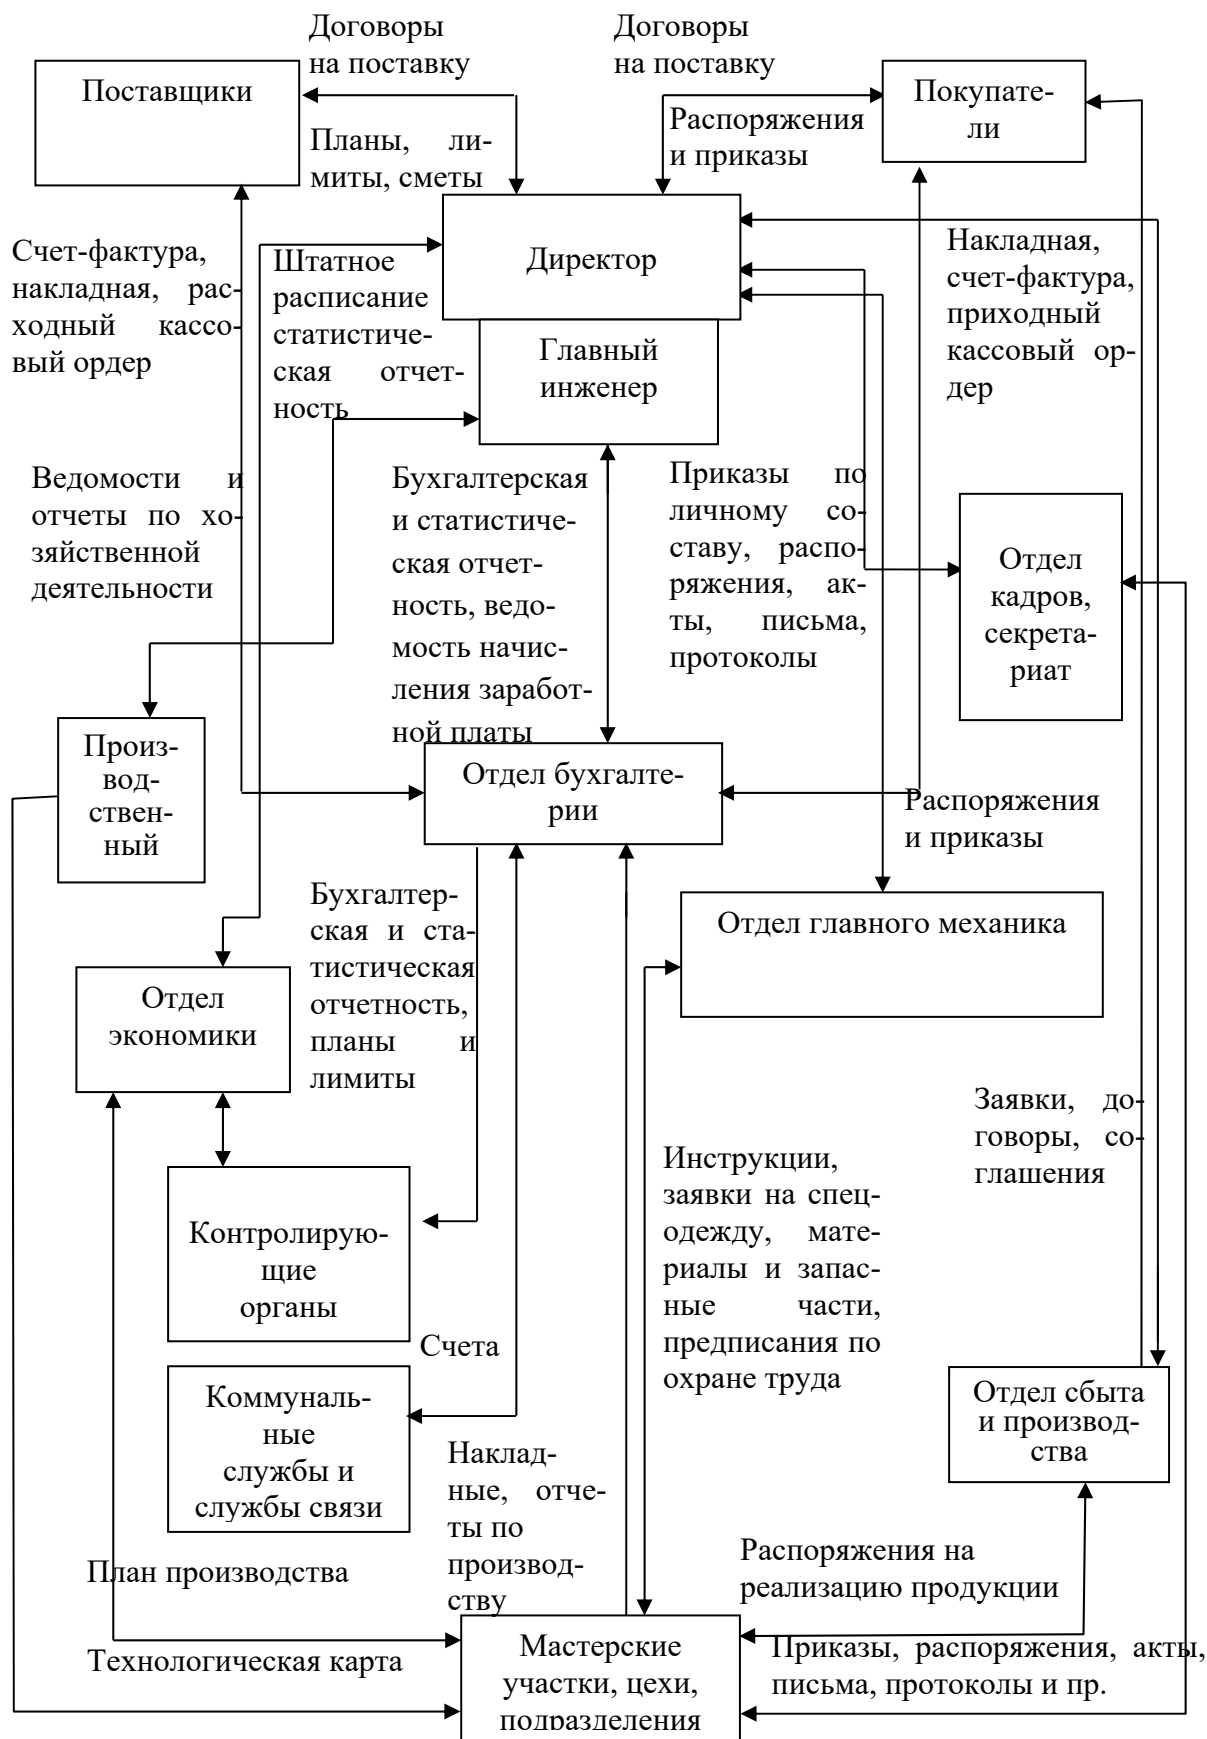 Договоры
на поставку
Договоры
на поставку
Поставщики
Покупате-
ли
Распоряжения
и приказы
Планы, ли-
миты, сметы
Счет-фактура,
накладная, рас-
ходный кассо-
вый ордер
Штатное
расписание
статистиче-
ская отчет-
ность
Директор
Накладная,
счет-фактура,
приходный
кассовый ор-
дер
Главный
инженер
Ведомости и
отчеты по хо-
зяйственной
деятельности
Бухгалтерская
и статистиче-
ская отчет-
ность, ведо-
мость начис-
ления заработ-
ной платы
Приказы по
личному со-
ставу, распо-
ряжения, ак-
ты, письма,
протоколы
Отдел
кадров,
секрета-
риат
Произ-
вод-
ствен-
ный
Отдел бухгалте-
рии
Распоряжения
и приказы
Бухгалтер-
ская и ста-
тистическая
отчетность,
планы и
лимиты
Отдел главного механика
Отдел
экономики
Заявки, до-
говоры, со-
глашения
Инструкции,
заявки на спец-
одежду, мате-
риалы и запас-
ные части,
предписания по
охране труда
Контролирую-
щие
органы
Счета
Коммуналь-
ные
службы и
службы связи
Отдел сбыта
и производ-
ства
Наклад-
ные, отче-
ты по
производ-
ству
План производства
Распоряжения на
реализацию продукции
Технологическая карта
Мастерские
участки, цехи,
подразделения
Приказы, распоряжения, акты,
письма, протоколы и пр.